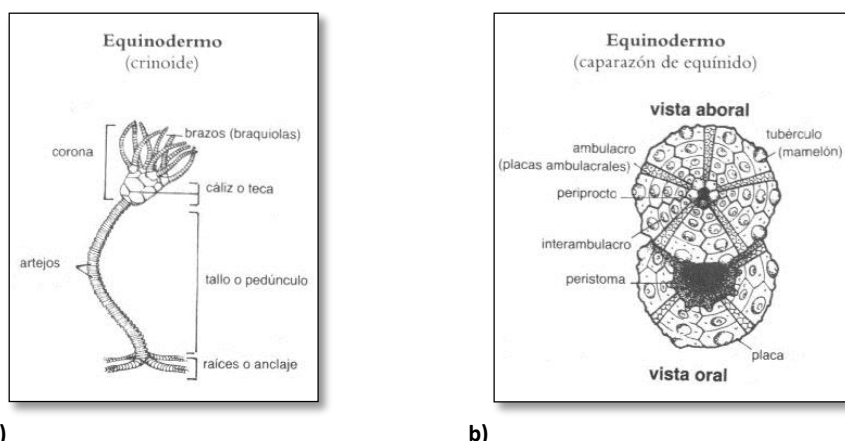 Equinodermo
(crinoide)
corona
brazos (braquiolas)
cáliz o teca
artejos
tallo o pedúnculo
raíces o anclaje
)
Equinodermo
(caparazón de equínido)
vista aboral
ambulacro
(placas ambulacrales)
tubérculo
(mamelón)
periprocto
interambulacro
peristoma
placa
vista oral
b)